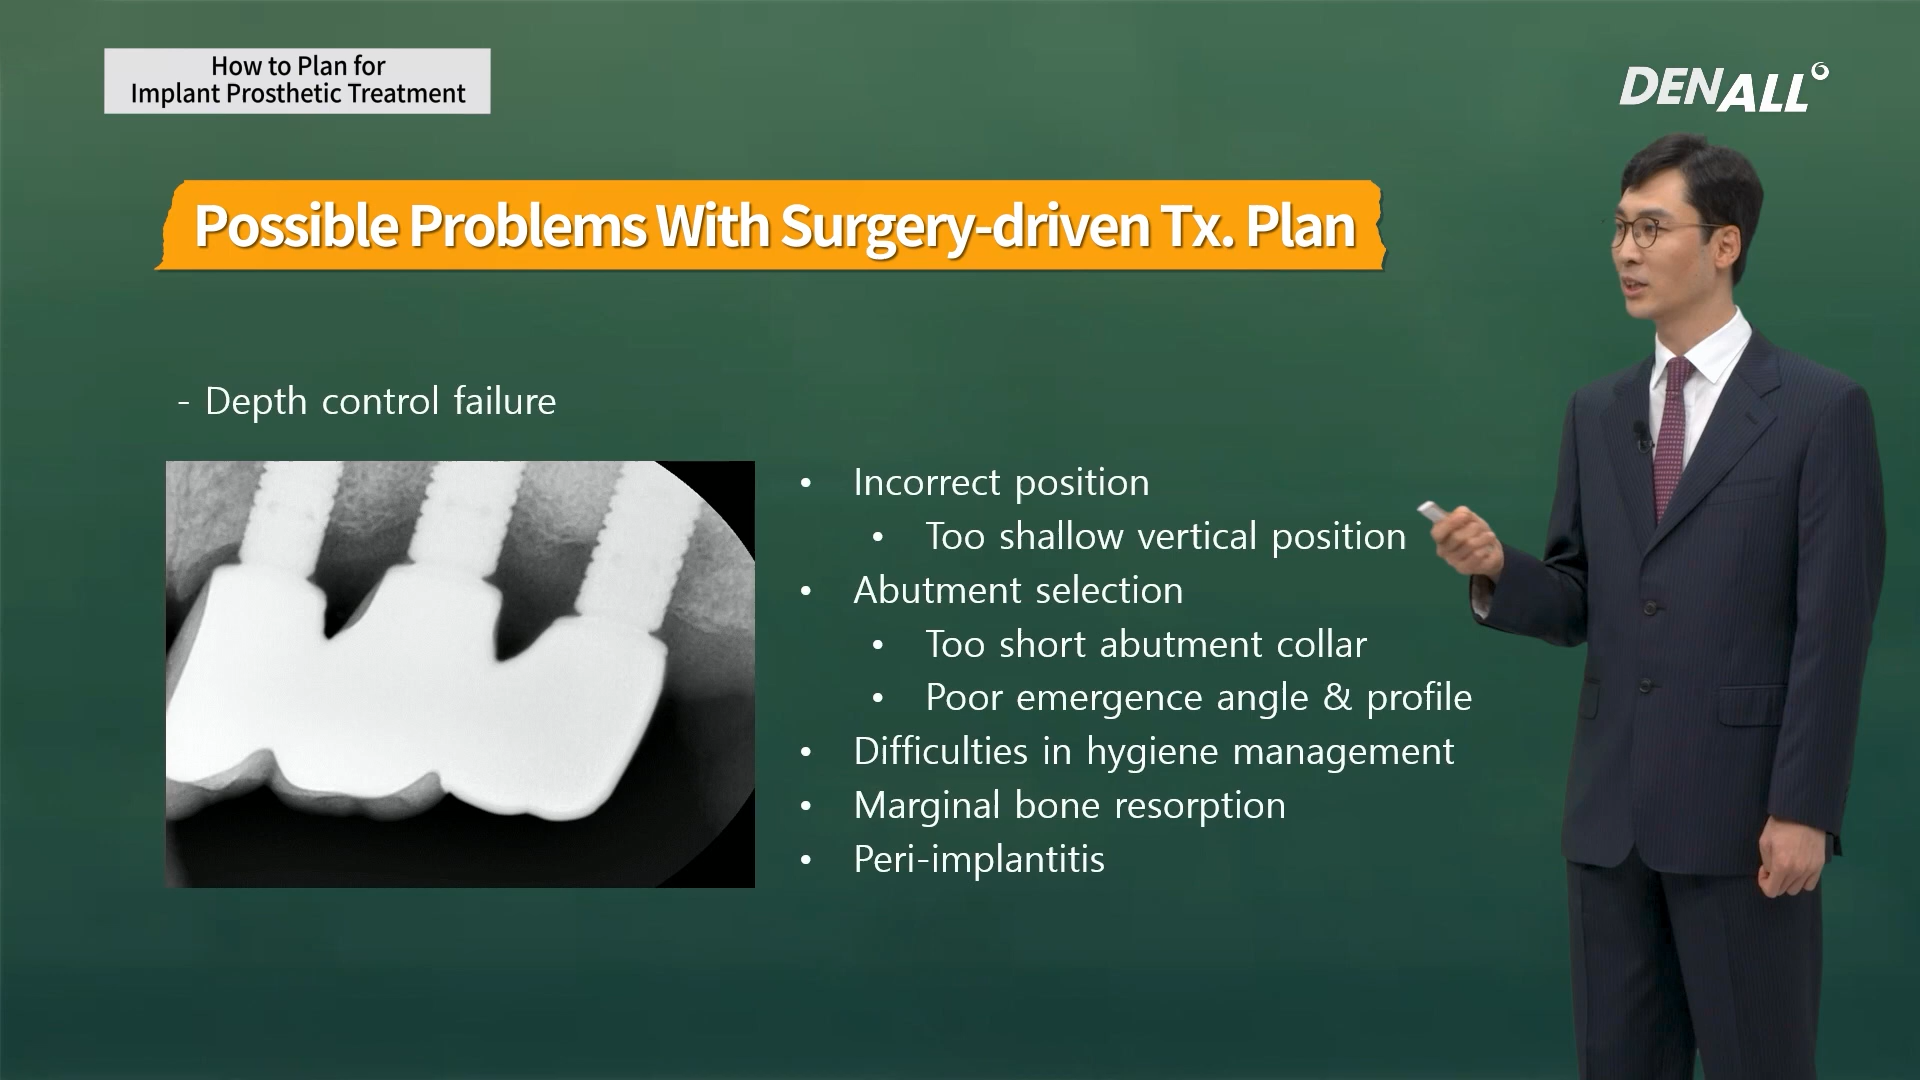 How to Plan for
Implant Prosthetic Treatment
DENALL
Possible Problems With Surgery-driven Tx. Plan
- Depth control failure
• Incorrect position
• Too shallow vertical position
• Abutment selection
• Too short abutment collar
• Poor emergence angle & profile
• Difficulties in hygiene management
• Marginal bone resorption
• Peri-implantitis